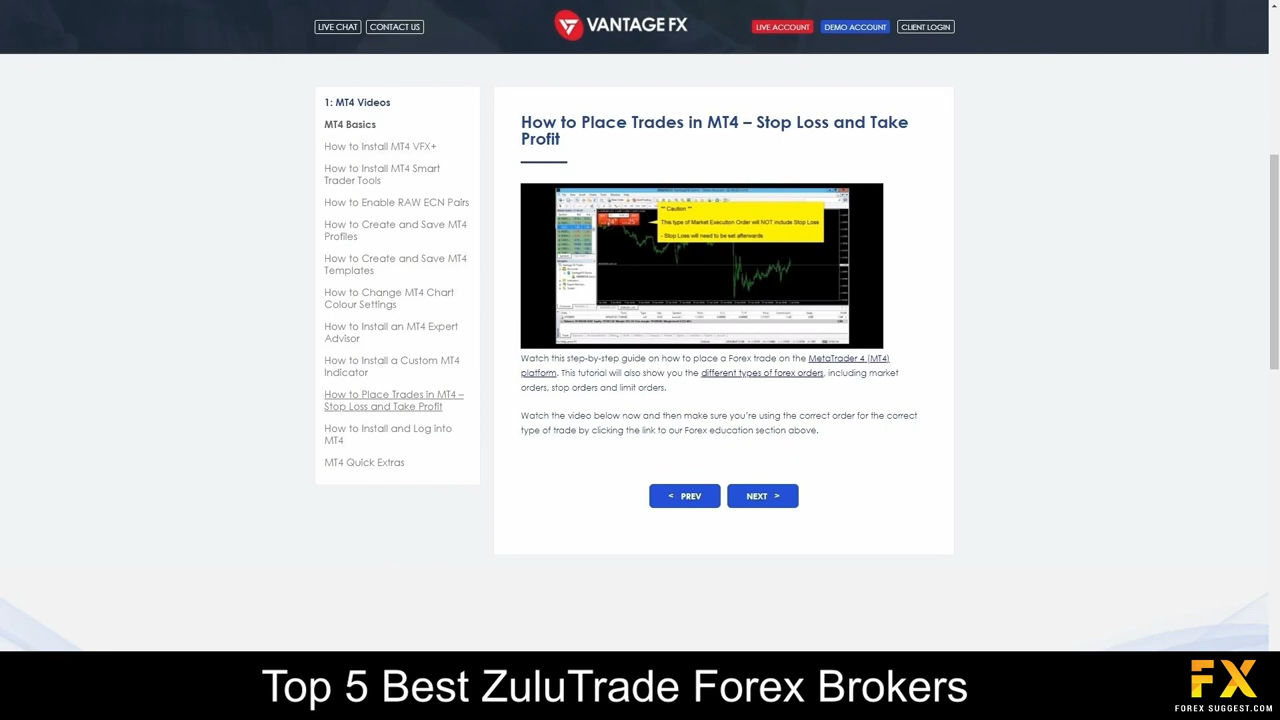 LIVE CHAT
CONTACT US
VANTAGE FX
LIVE ACCOUNT
DEMO ACCOUNT
CLIENT LOGIN
1: MT4 Videos
MT4 Basics
How to Install MT4 VFX+
How to Install MT4 Smart
Trader Tools
How to Enable RAW ECN Pairs
How to Create and Save MT4
Profiles
How to Create and Save MT4
Templates
How to Change MT4 Chart
Colour Settings
How to Install an MT4 Expert
Advisor
How to Install a Custom MT4
Indicator
How to Place Trades in MT4 –
Stop Loss and Take Profit
How to Install and Log into
MT4
MT4 Quick Extras
How to Place Trades in MT4 – Stop Loss and Take
Profit
** Caution **
This type of Market Execution Order will NOT include Stop Loss
- Stop Loss will need to be set afterwards.
Watch this step-by-step guide on how to place a Forex trade on the MetaTrader 4 (MT4)
platform. This tutorial will also show you the different types of forex orders, including market
orders, stop orders and limit orders.
Watch the video below now and then make sure you're using the correct order for the correct
type of trade by clicking the link to our Forex education section above.
< PREV
NEXT >
Top 5 Best ZuluTrade Forex Brokers
FX
FOREX SUGGEST.COM